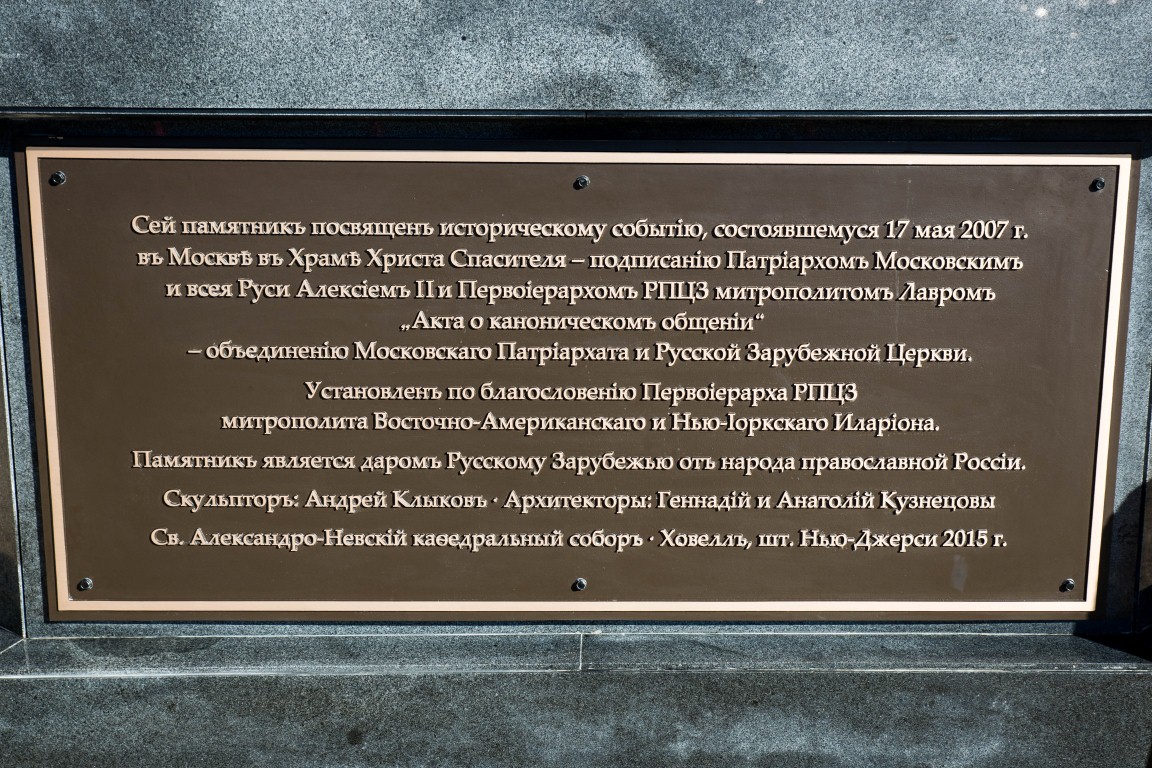 Сей памятникъ посвященъ историческому событію, состоявшемуся 17 мая 2007 г.
въ Москвѣ въ Храмѣ Христа Спасителя – подписанію Патріархомъ Московскимъ
и всея Руси Алексіемъ II и Первоіерархомъ РПЦЗ митрополитомъ Лавромъ
„Акта о каноническомъ общеніи“
– объединенію Московскаго Патріархата и Русской Зарубежной Церкви.
Установленъ по благословенію Первоіерарха РПЦЗ
митрополита Восточно-Американскаго и Нью-Іоркскаго Иларіона.
Памятникъ является даромъ Русскому Зарубежью отъ народа православной Россіи.
Скульпторъ: Андрей Клыковъ · Архитекторы: Геннадій и Анатолій Кузнецовы
Св. Александро-Невскій каѳедральный соборъ · Ховеллъ, шт. Нью-Джерси 2015 г.